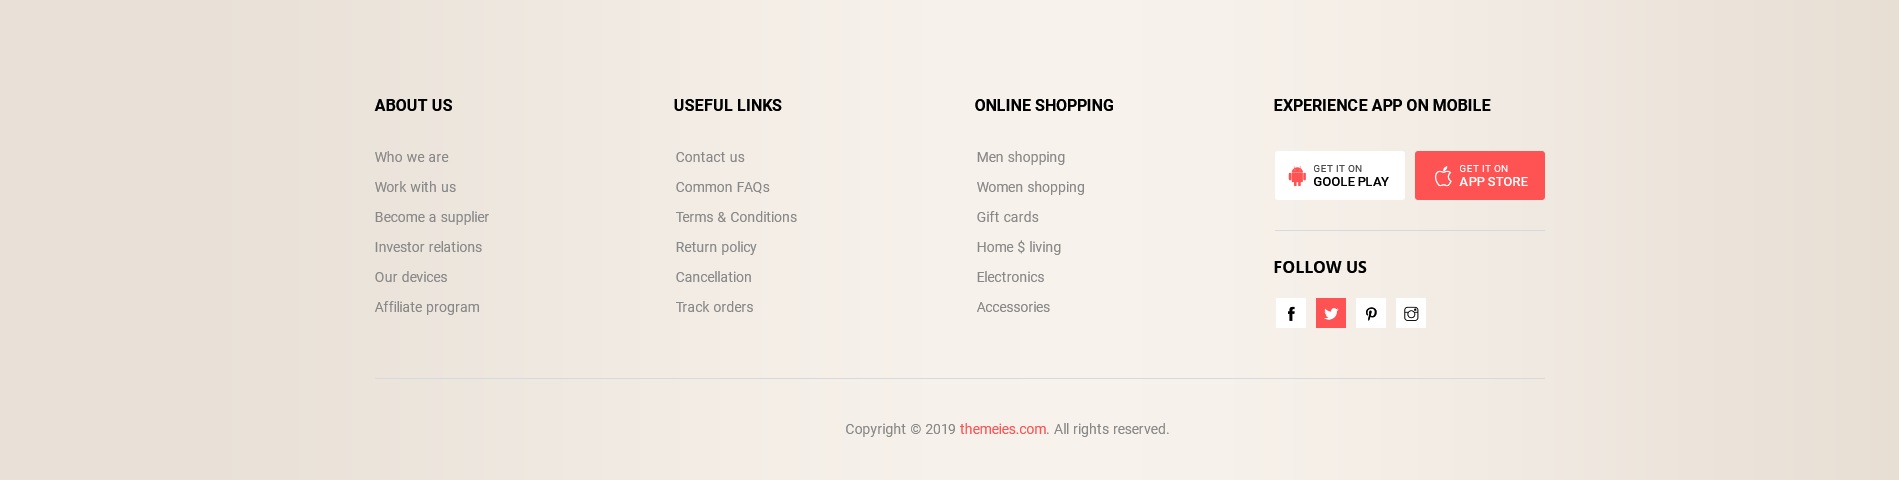 ABOUT US
Who we are
Work with us
Become a supplier
Investor relations
Our devices
Affiliate program
USEFUL LINKS
Contact us
Common FAQs
Terms & Conditions
Return policy
Cancellation
Track orders
ONLINE SHOPPING
Men shopping
Women shopping
Gift cards
Home $ living
Electronics
Accessories
EXPERIENCE APP ON MOBILE
GET IT ON
GOOLE PLAY
GET IT ON
APP STORE
FOLLOW US
Copyright © 2019 themeies.com. All rights reserved.